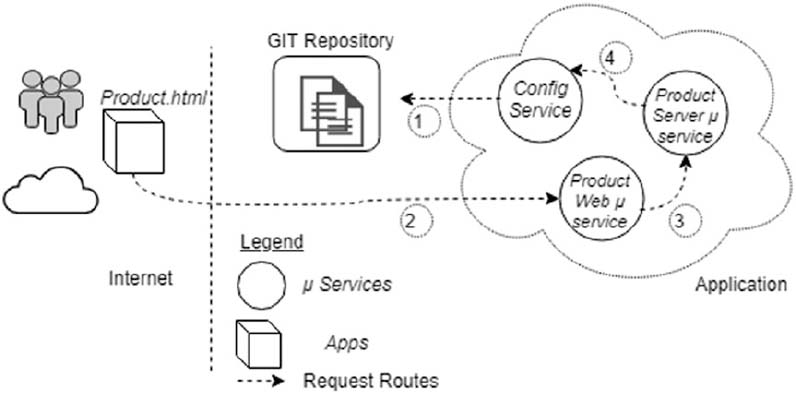 GIT Repository
Product.html
Config
Service
4
Product
Server µ
service
1
Product
Web µ
service
2
3
Legend
Internet
µ Services
Application
Apps
Request Routes